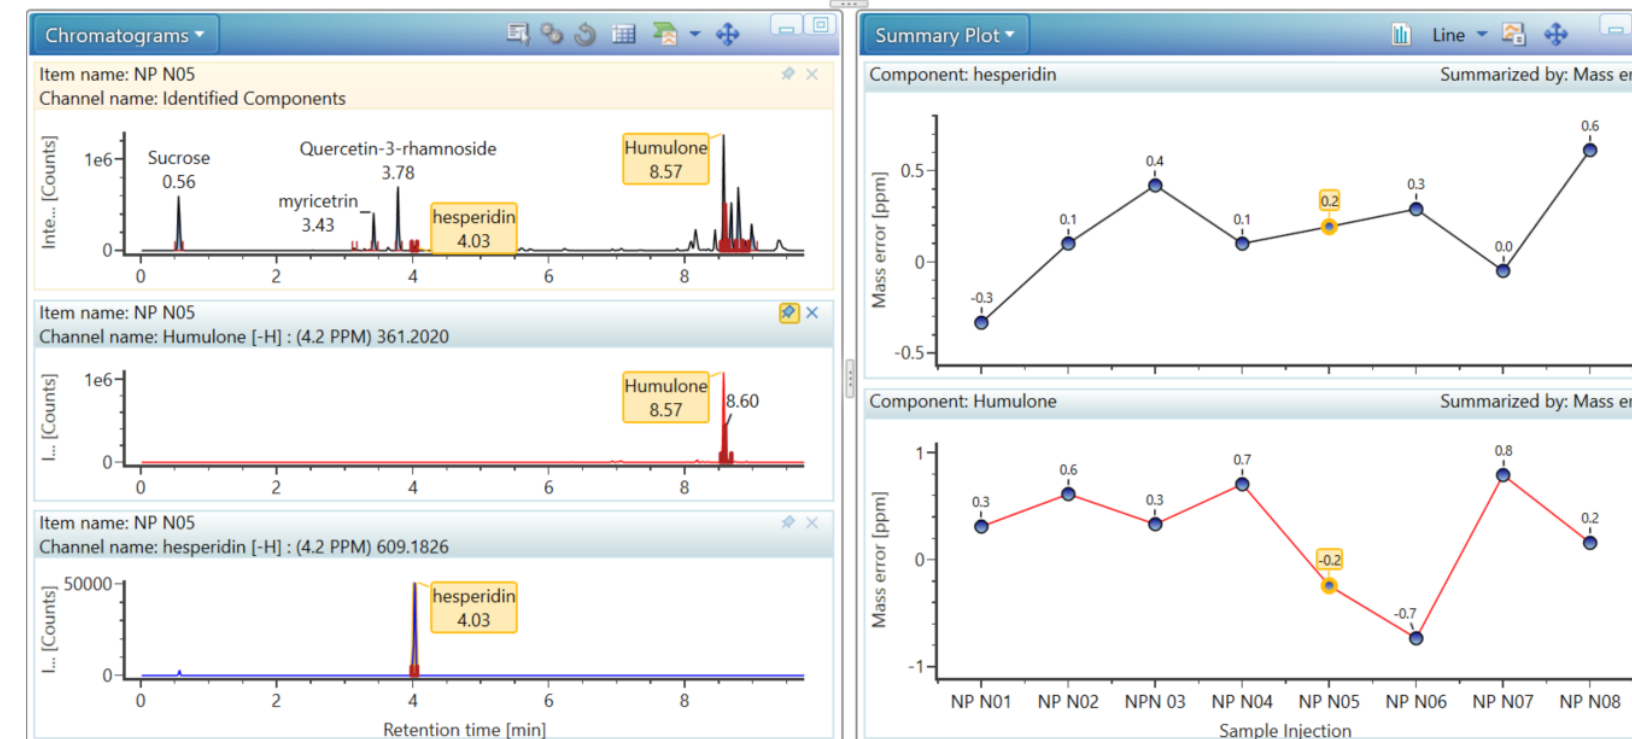 Chromatograms
Item name: NP N05
Channel name: Identified Components
Inte... [Counts]
1e6
0
Sucrose
0.56
Quercetin-3-rhamnoside
3.78
myricetrin
3.43
hesperidin
4.03
Humulone
8.57
0 2 4 6 8
Item name: NP N05
Channel name: Humulone [-H] : (4.2 PPM) 361.2020
I... [Counts]
1e6
0
Humulone
8.57
8.60
0 2 4 6 8
Item name: NP N05
Channel name: hesperidin [-H] : (4.2 PPM) 609.1826
I... [Counts]
50000
0
hesperidin
4.03
0 2 4 6 8
Retention time [min]
Summary Plot
Line
Component: hesperidin Summarized by: Mass er
Mass error [ppm]
0.5
0
-0.5
-0.3 0.1 0.4 0.1 0.2 0.3 0.0 0.6
Component: Humulone Summarized by: Mass er
Mass error [ppm]
1
0
-1
0.3 0.6 0.3 0.7 -0.2 -0.7 0.8 0.2
NP N01 NP N02 NPN 03 NP N04 NP N05 NP N06 NP N07 NP N08
Sample Injection